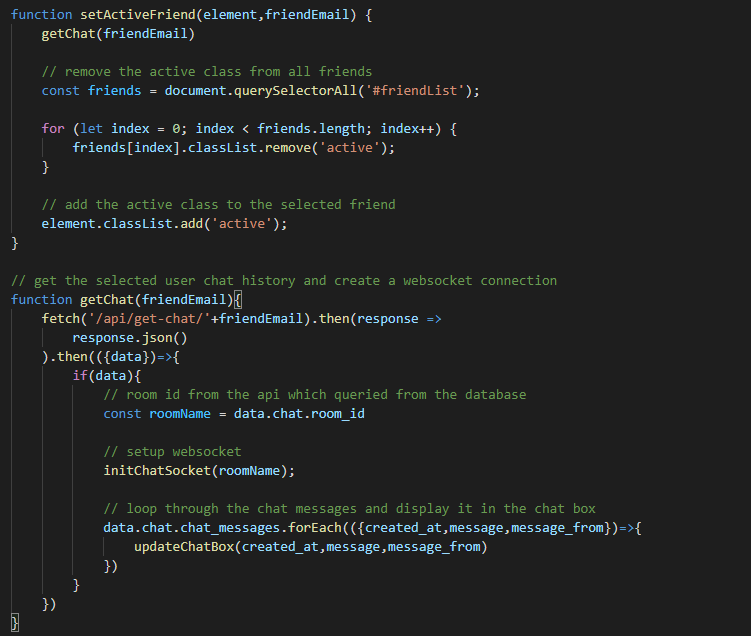 function setActiveFriend(element,friendEmail) {
    getChat(friendEmail)

    // remove the active class from all friends
    const friends = document.querySelectorAll('#friendList');

    for (let index = 0; index < friends.length; index++) {
        friends[index].classList.remove('active');
    }

    // add the active class to the selected friend
    element.classList.add('active');
}

// get the selected user chat history and create a websocket connection
function getChat(friendEmail){
    fetch('/api/get-chat/'+friendEmail).then(response =>
        response.json()
    ).then(({data})=>{
        if(data){
            // room id from the api which queried from the database
            const roomName = data.chat.room_id

            // setup websocket
            initChatSocket(roomName);

            // loop through the chat messages and display it in the chat box
            data.chat.chat_messages.forEach(({created_at,message,message_from})=>{
                updateChatBox(created_at,message,message_from)
            })
        }
    })
}